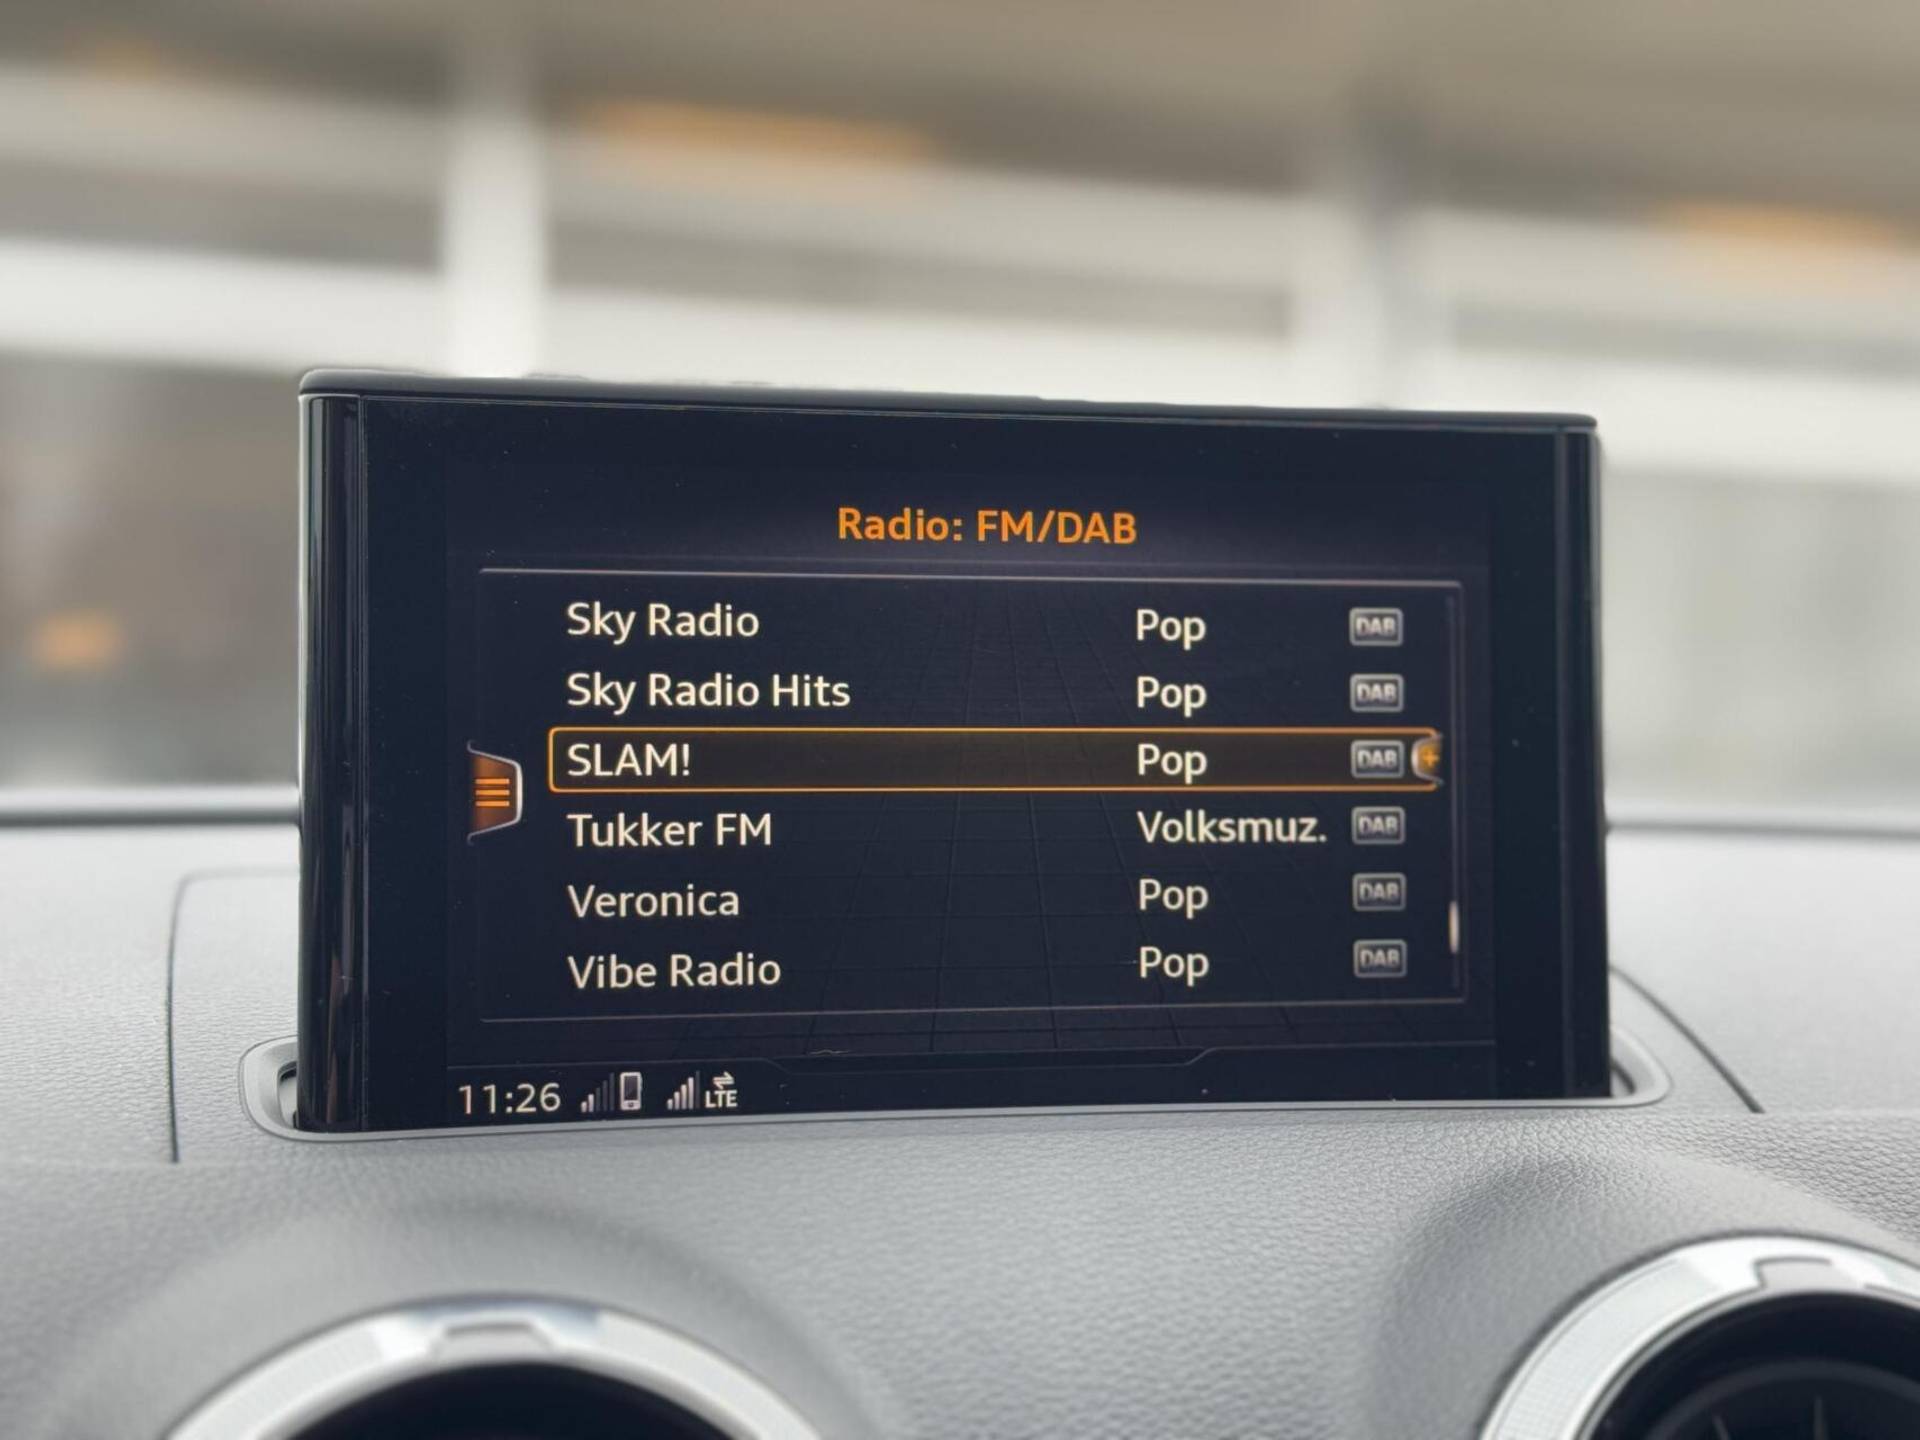 Radio: FM/DAB
Sky Radio Pop DAB
Sky Radio Hits Pop DAB
SLAM! Pop DAB
Tukker FM Volksmuz. DAB
Veronica Pop DAB
Vibe Radio Pop DAB
11:26 LTE